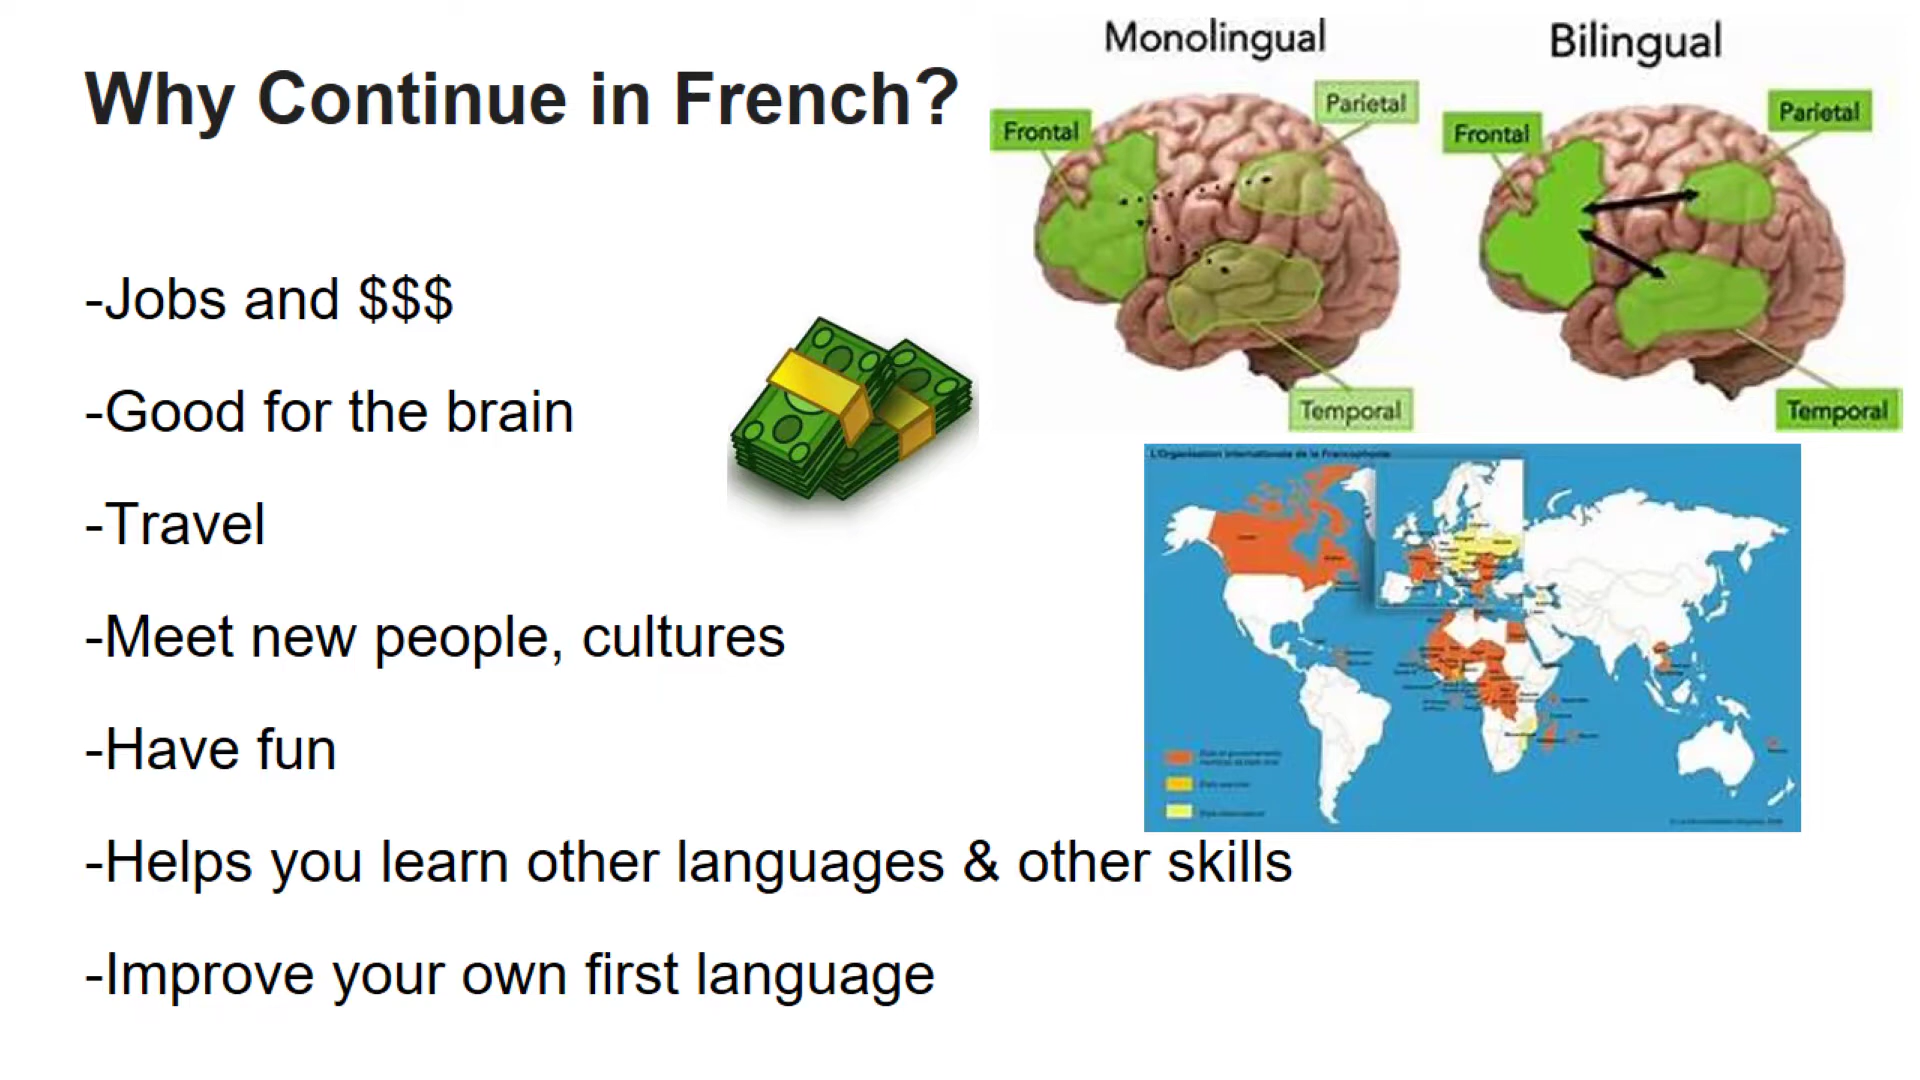 Why Continue in French?
-Jobs and $$$
-Good for the brain
-Travel
-Meet new people, cultures
-Have fun
-Helps you learn other languages & other skills
-Improve your own first language
Monolingual
Frontal
Parietal
Temporal
Bilingual
Frontal
Parietal
Temporal
L'Organisation internationale de la Francophonie